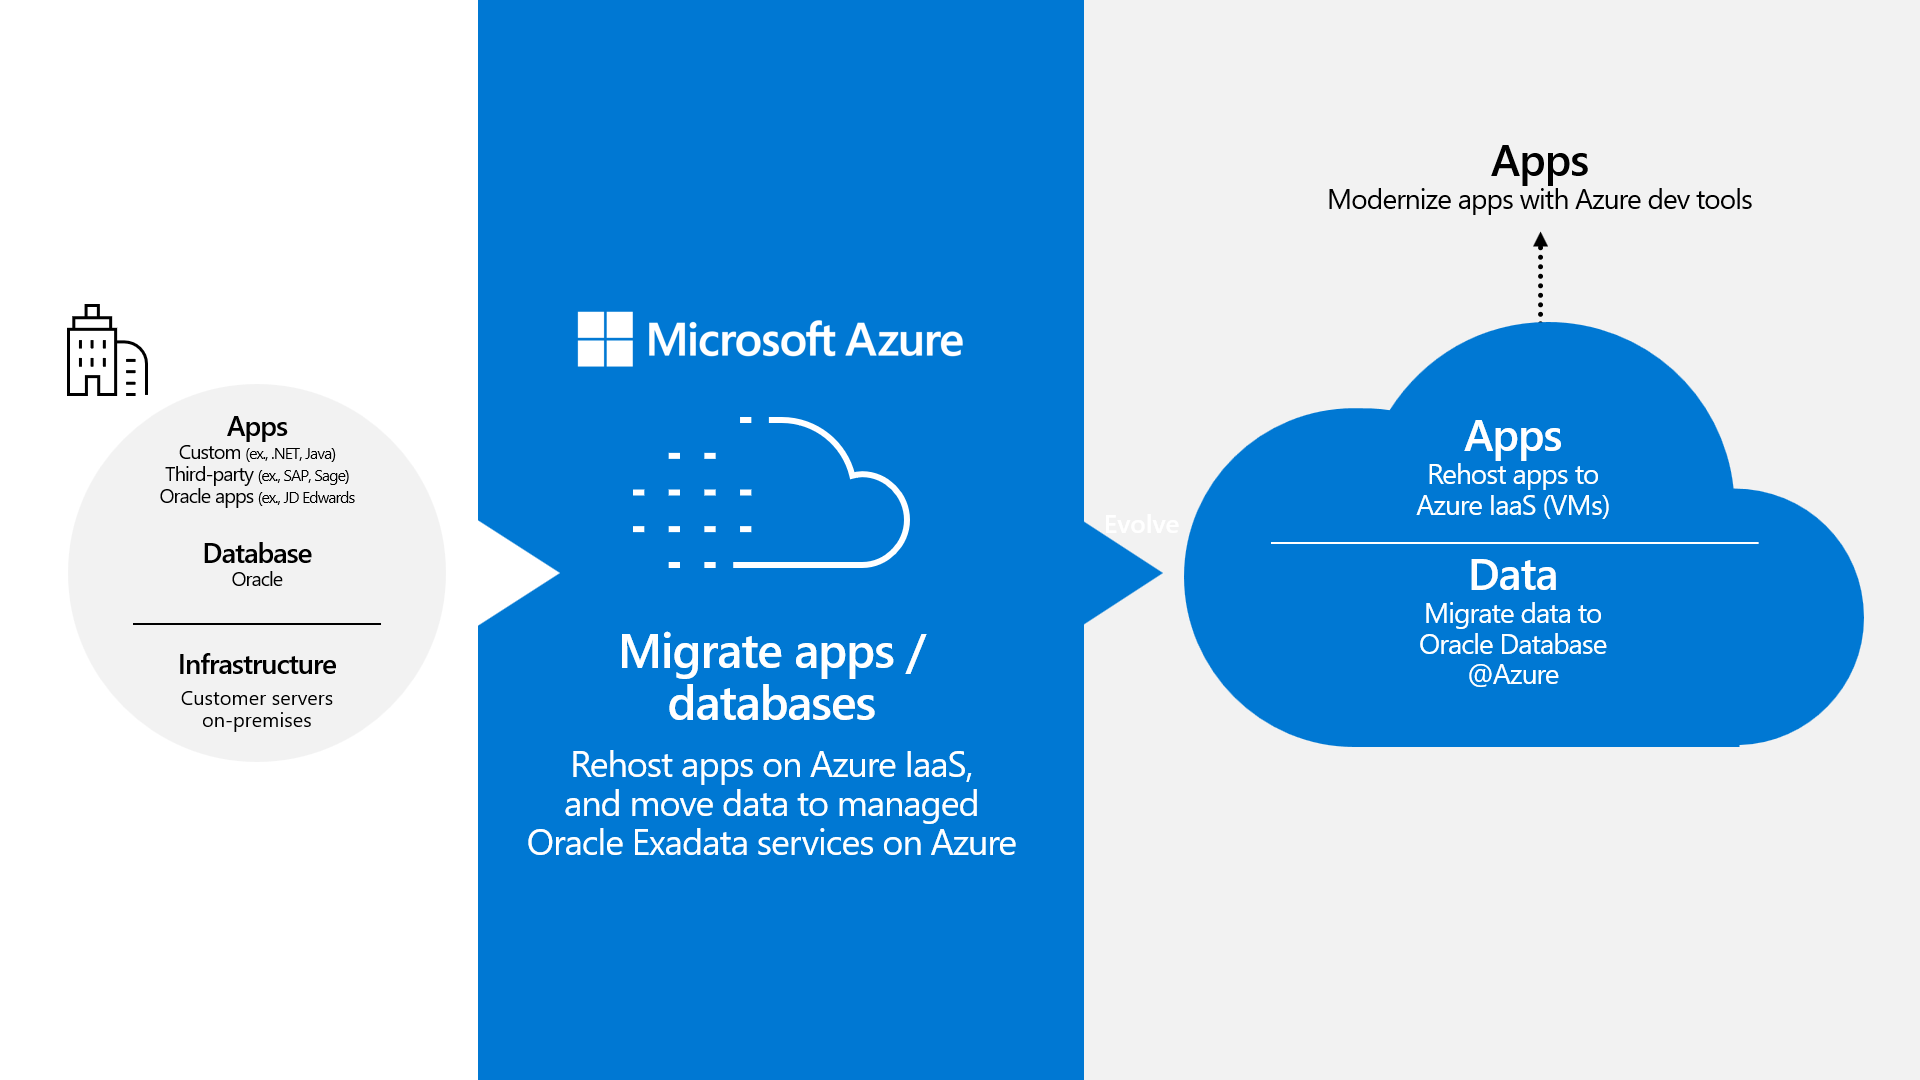 Apps
Custom (ex., .NET, Java)
Third-party (ex., SAP, Sage)
Oracle apps (ex., JD Edwards
Database
Oracle
Infrastructure
Customer servers
on-premises
Microsoft Azure
Migrate apps /
databases
Rehost apps on Azure IaaS,
and move data to managed
Oracle Exadata services on Azure
Evolve
Apps
Modernize apps with Azure dev tools
Apps
Rehost apps to
Azure IaaS (VMs)
Data
Migrate data to
Oracle Database
@Azure